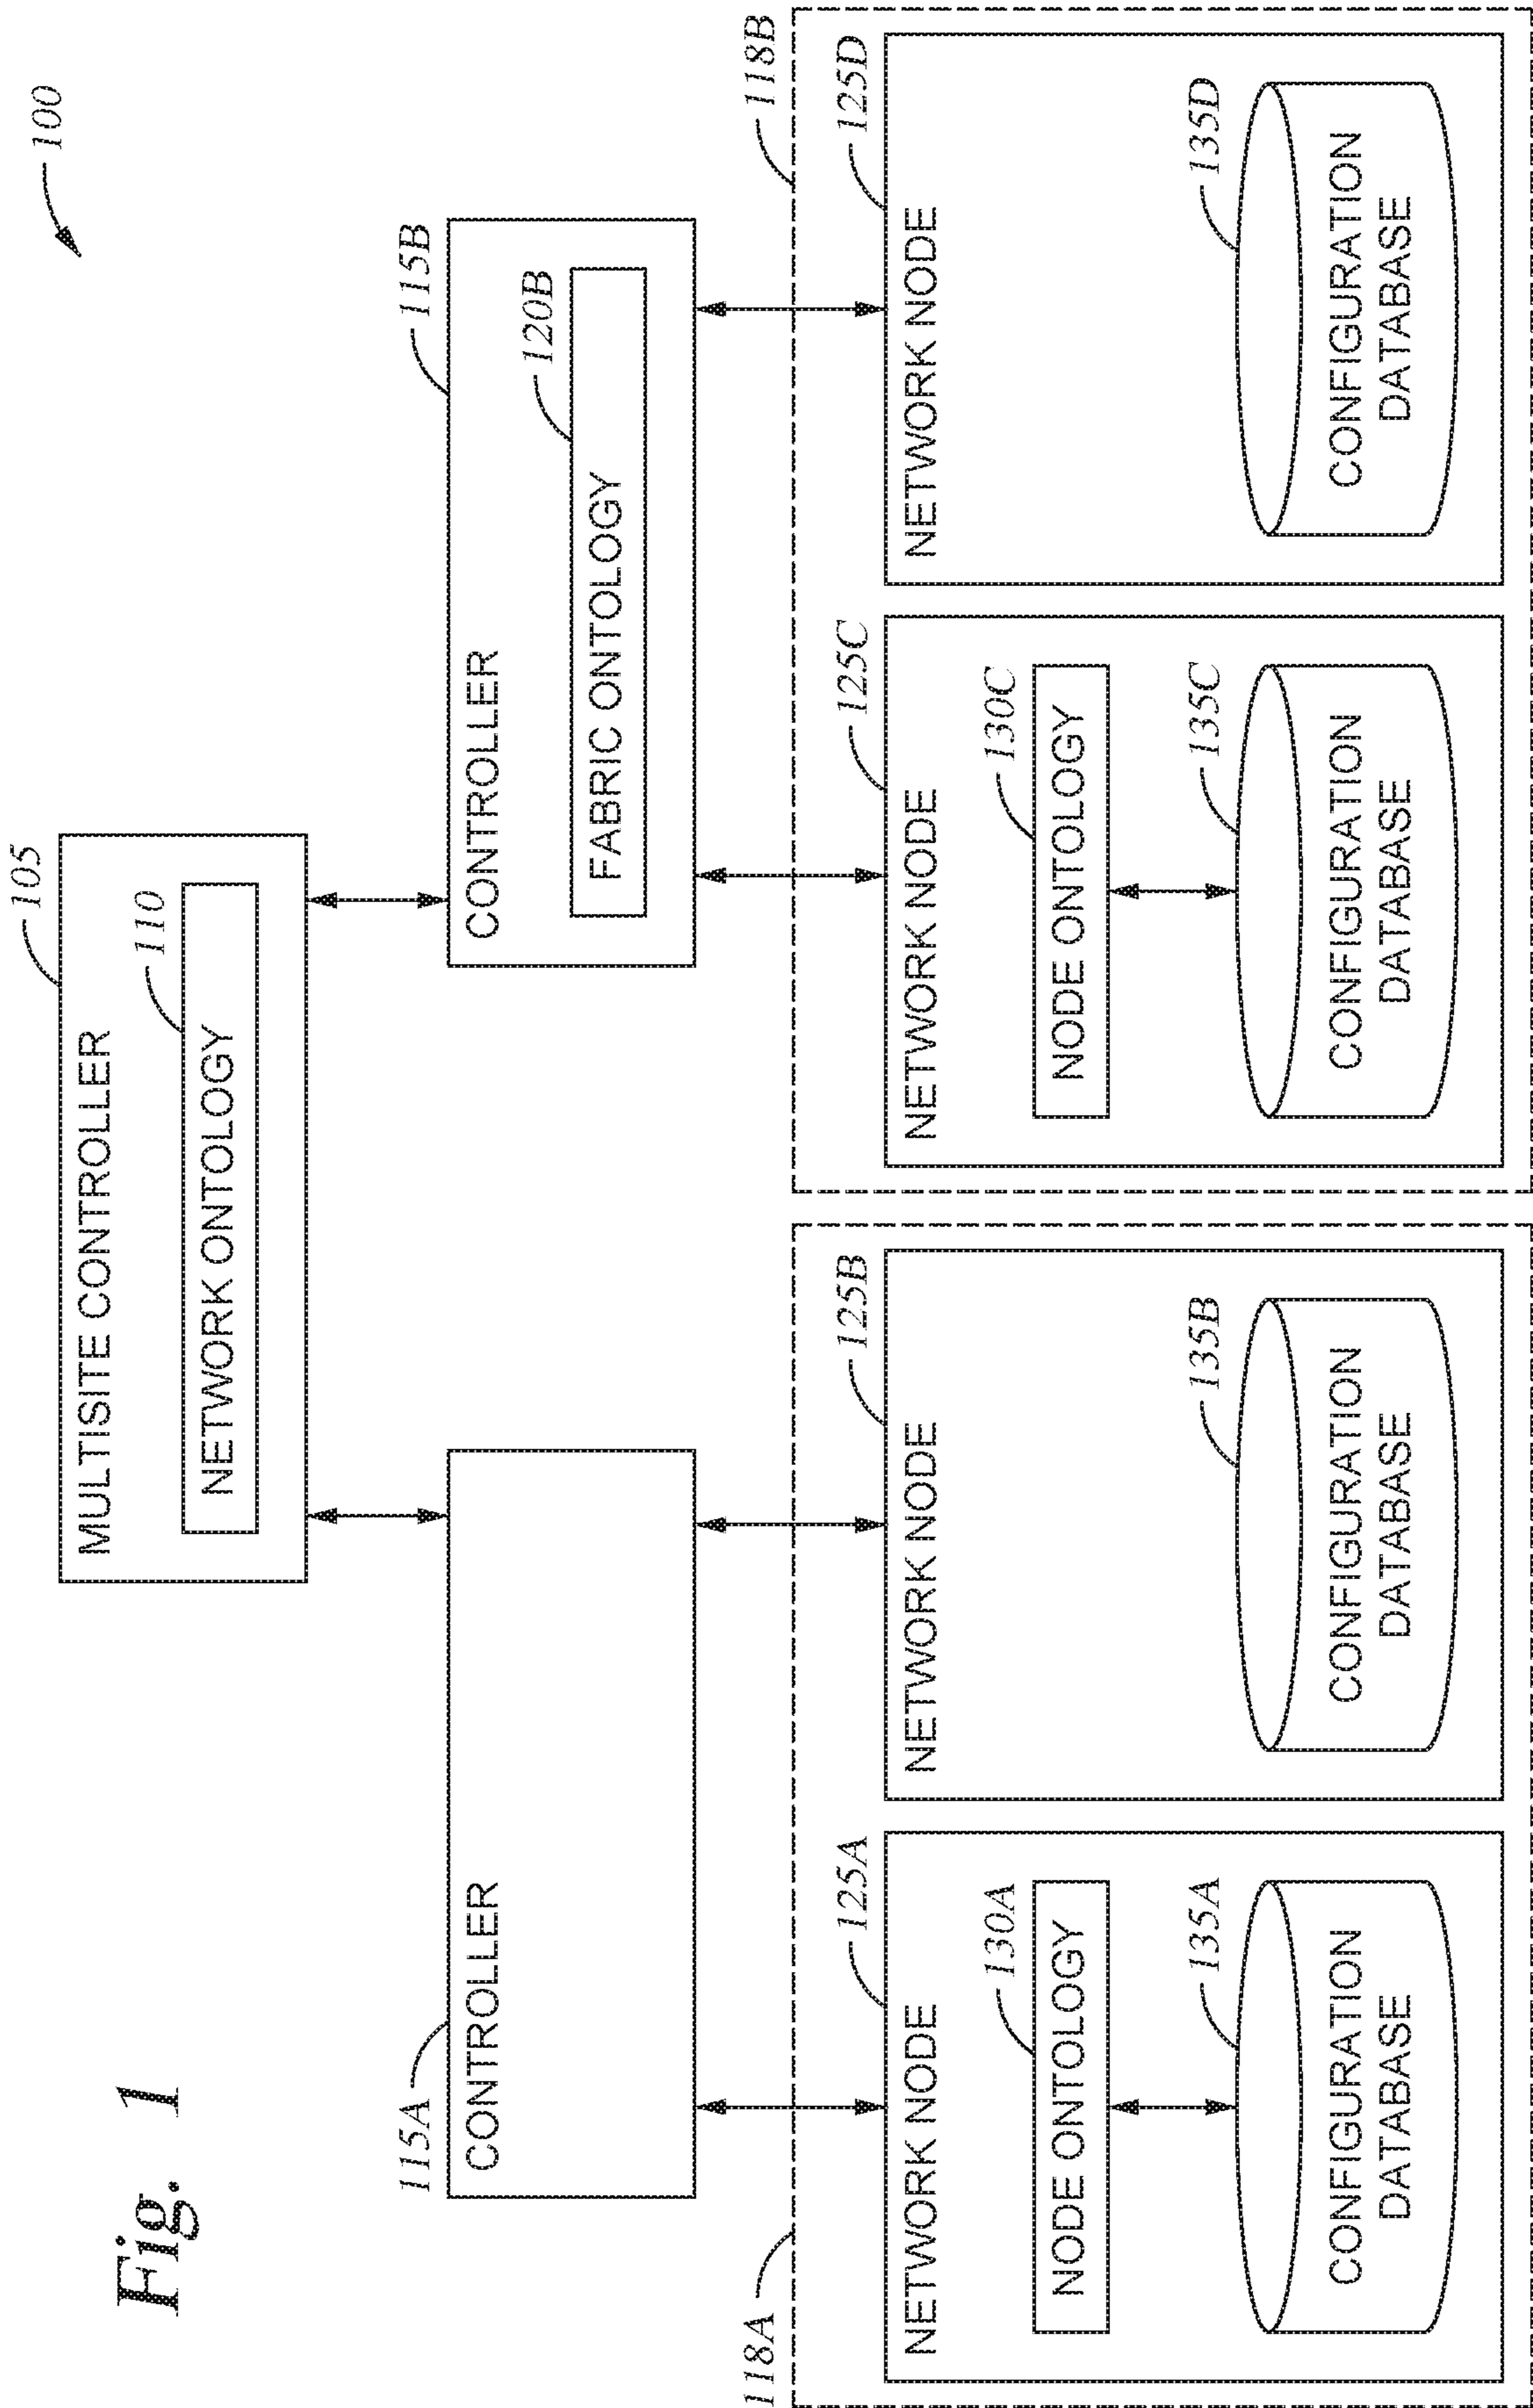 Fig. 1
100
105
MULTISITE CONTROLLER
110
NETWORK ONTOLOGY
115A
CONTROLLER
115B
CONTROLLER
120B
FABRIC ONTOLOGY
118A
118B
125A
NETWORK NODE
130A
NODE ONTOLOGY
135A
CONFIGURATION
DATABASE
125B
NETWORK NODE
135B
CONFIGURATION
DATABASE
125C
NETWORK NODE
130C
NODE ONTOLOGY
135C
CONFIGURATION
DATABASE
125D
NETWORK NODE
135D
CONFIGURATION
DATABASE